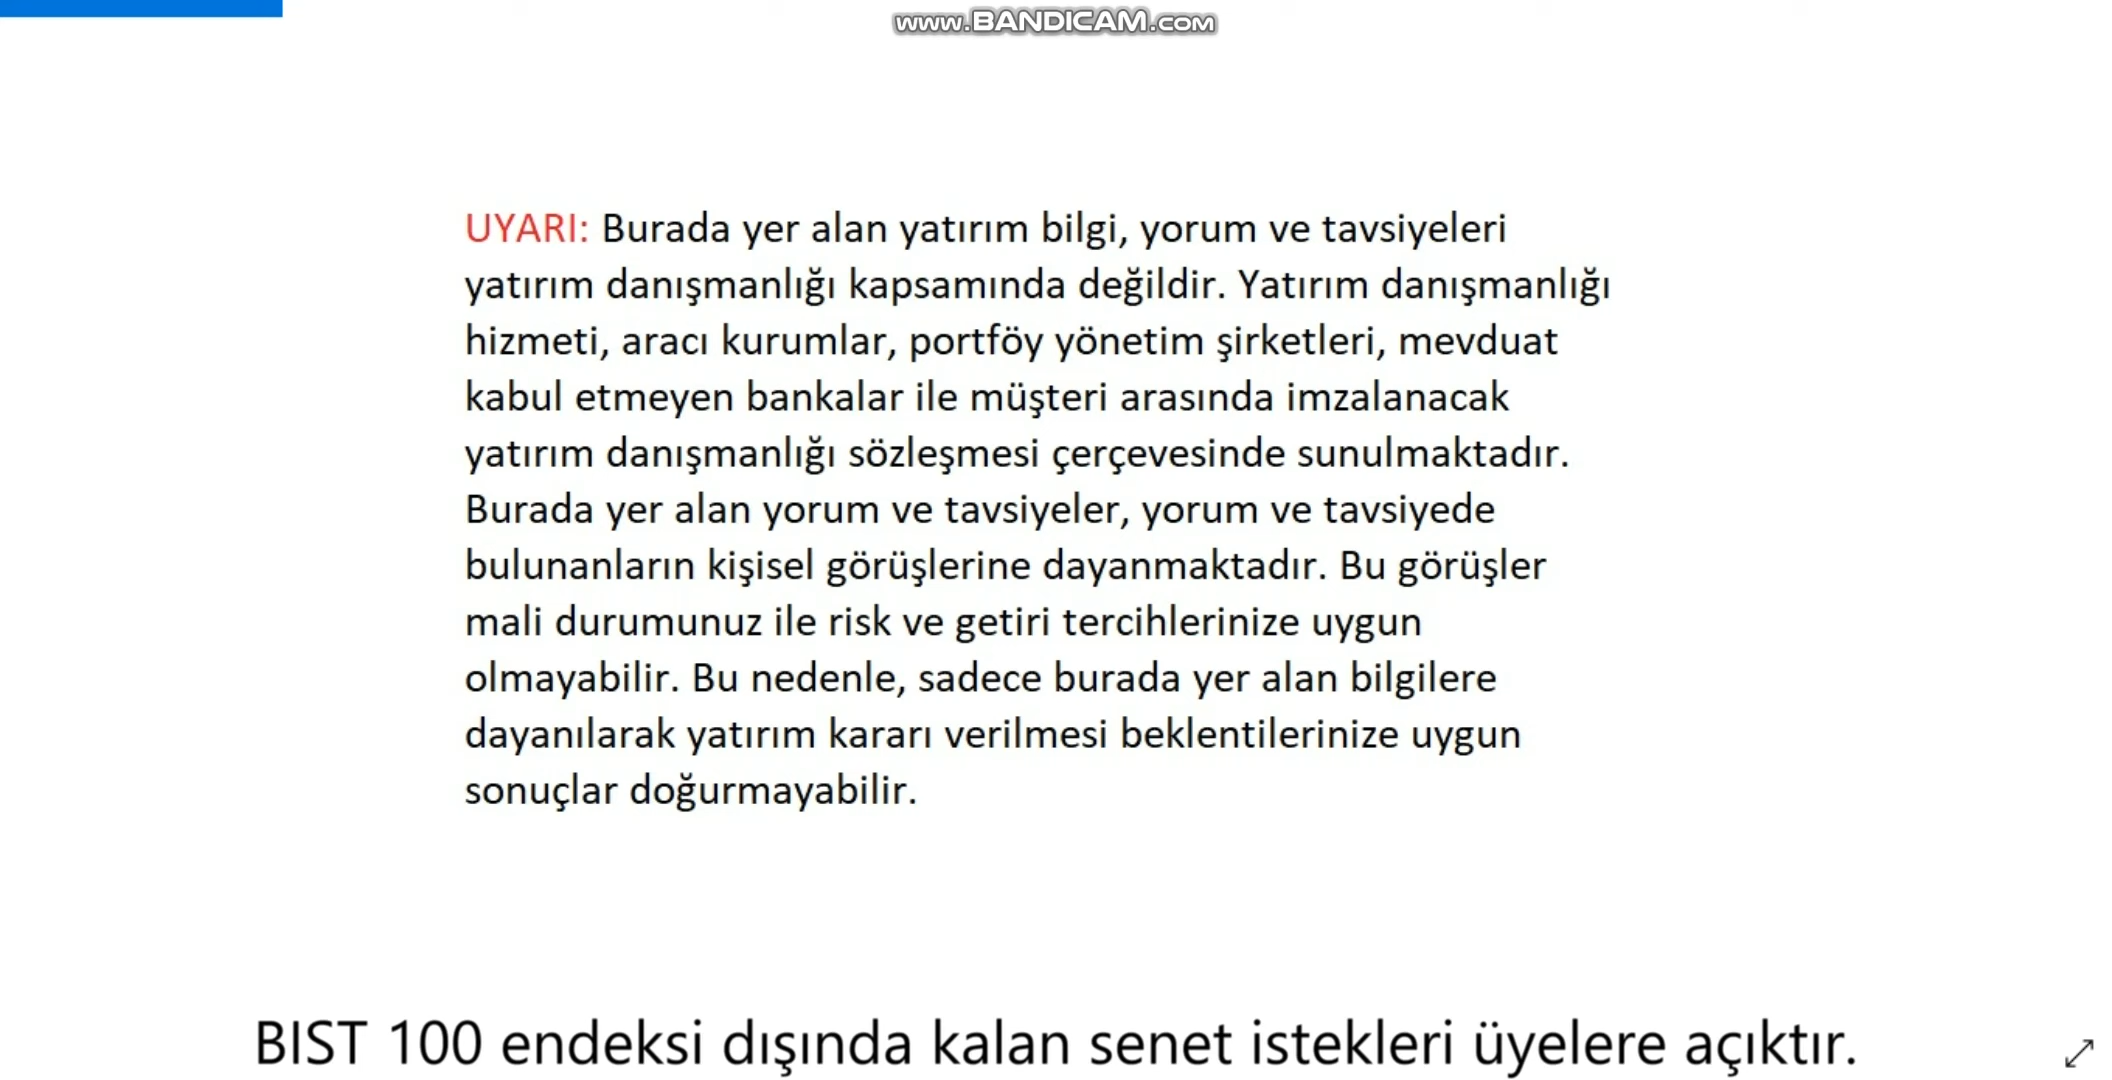 www.BANDICAM.com
UYARI: Burada yer alan yatırım bilgi, yorum ve tavsiyeleri
yatırım danışmanlığı kapsamında değildir. Yatırım danışmanlığı
hizmeti, aracı kurumlar, portföy yönetim şirketleri, mevduat
kabul etmeyen bankalar ile müşteri arasında imzalanacak
yatırım danışmanlığı sözleşmesi çerçevesinde sunulmaktadır.
Burada yer alan yorum ve tavsiyeler, yorum ve tavsiyede
bulunanların kişisel görüşlerine dayanmaktadır. Bu görüşler
mali durumunuz ile risk ve getiri tercihlerinize uygun
olmayabilir. Bu nedenle, sadece burada yer alan bilgilere
dayanılarak yatırım kararı verilmesi beklentilerinize uygun
sonuçlar doğurmayabilir.
BIST 100 endeksi dışında kalan senet istekleri üyelere açıktır.